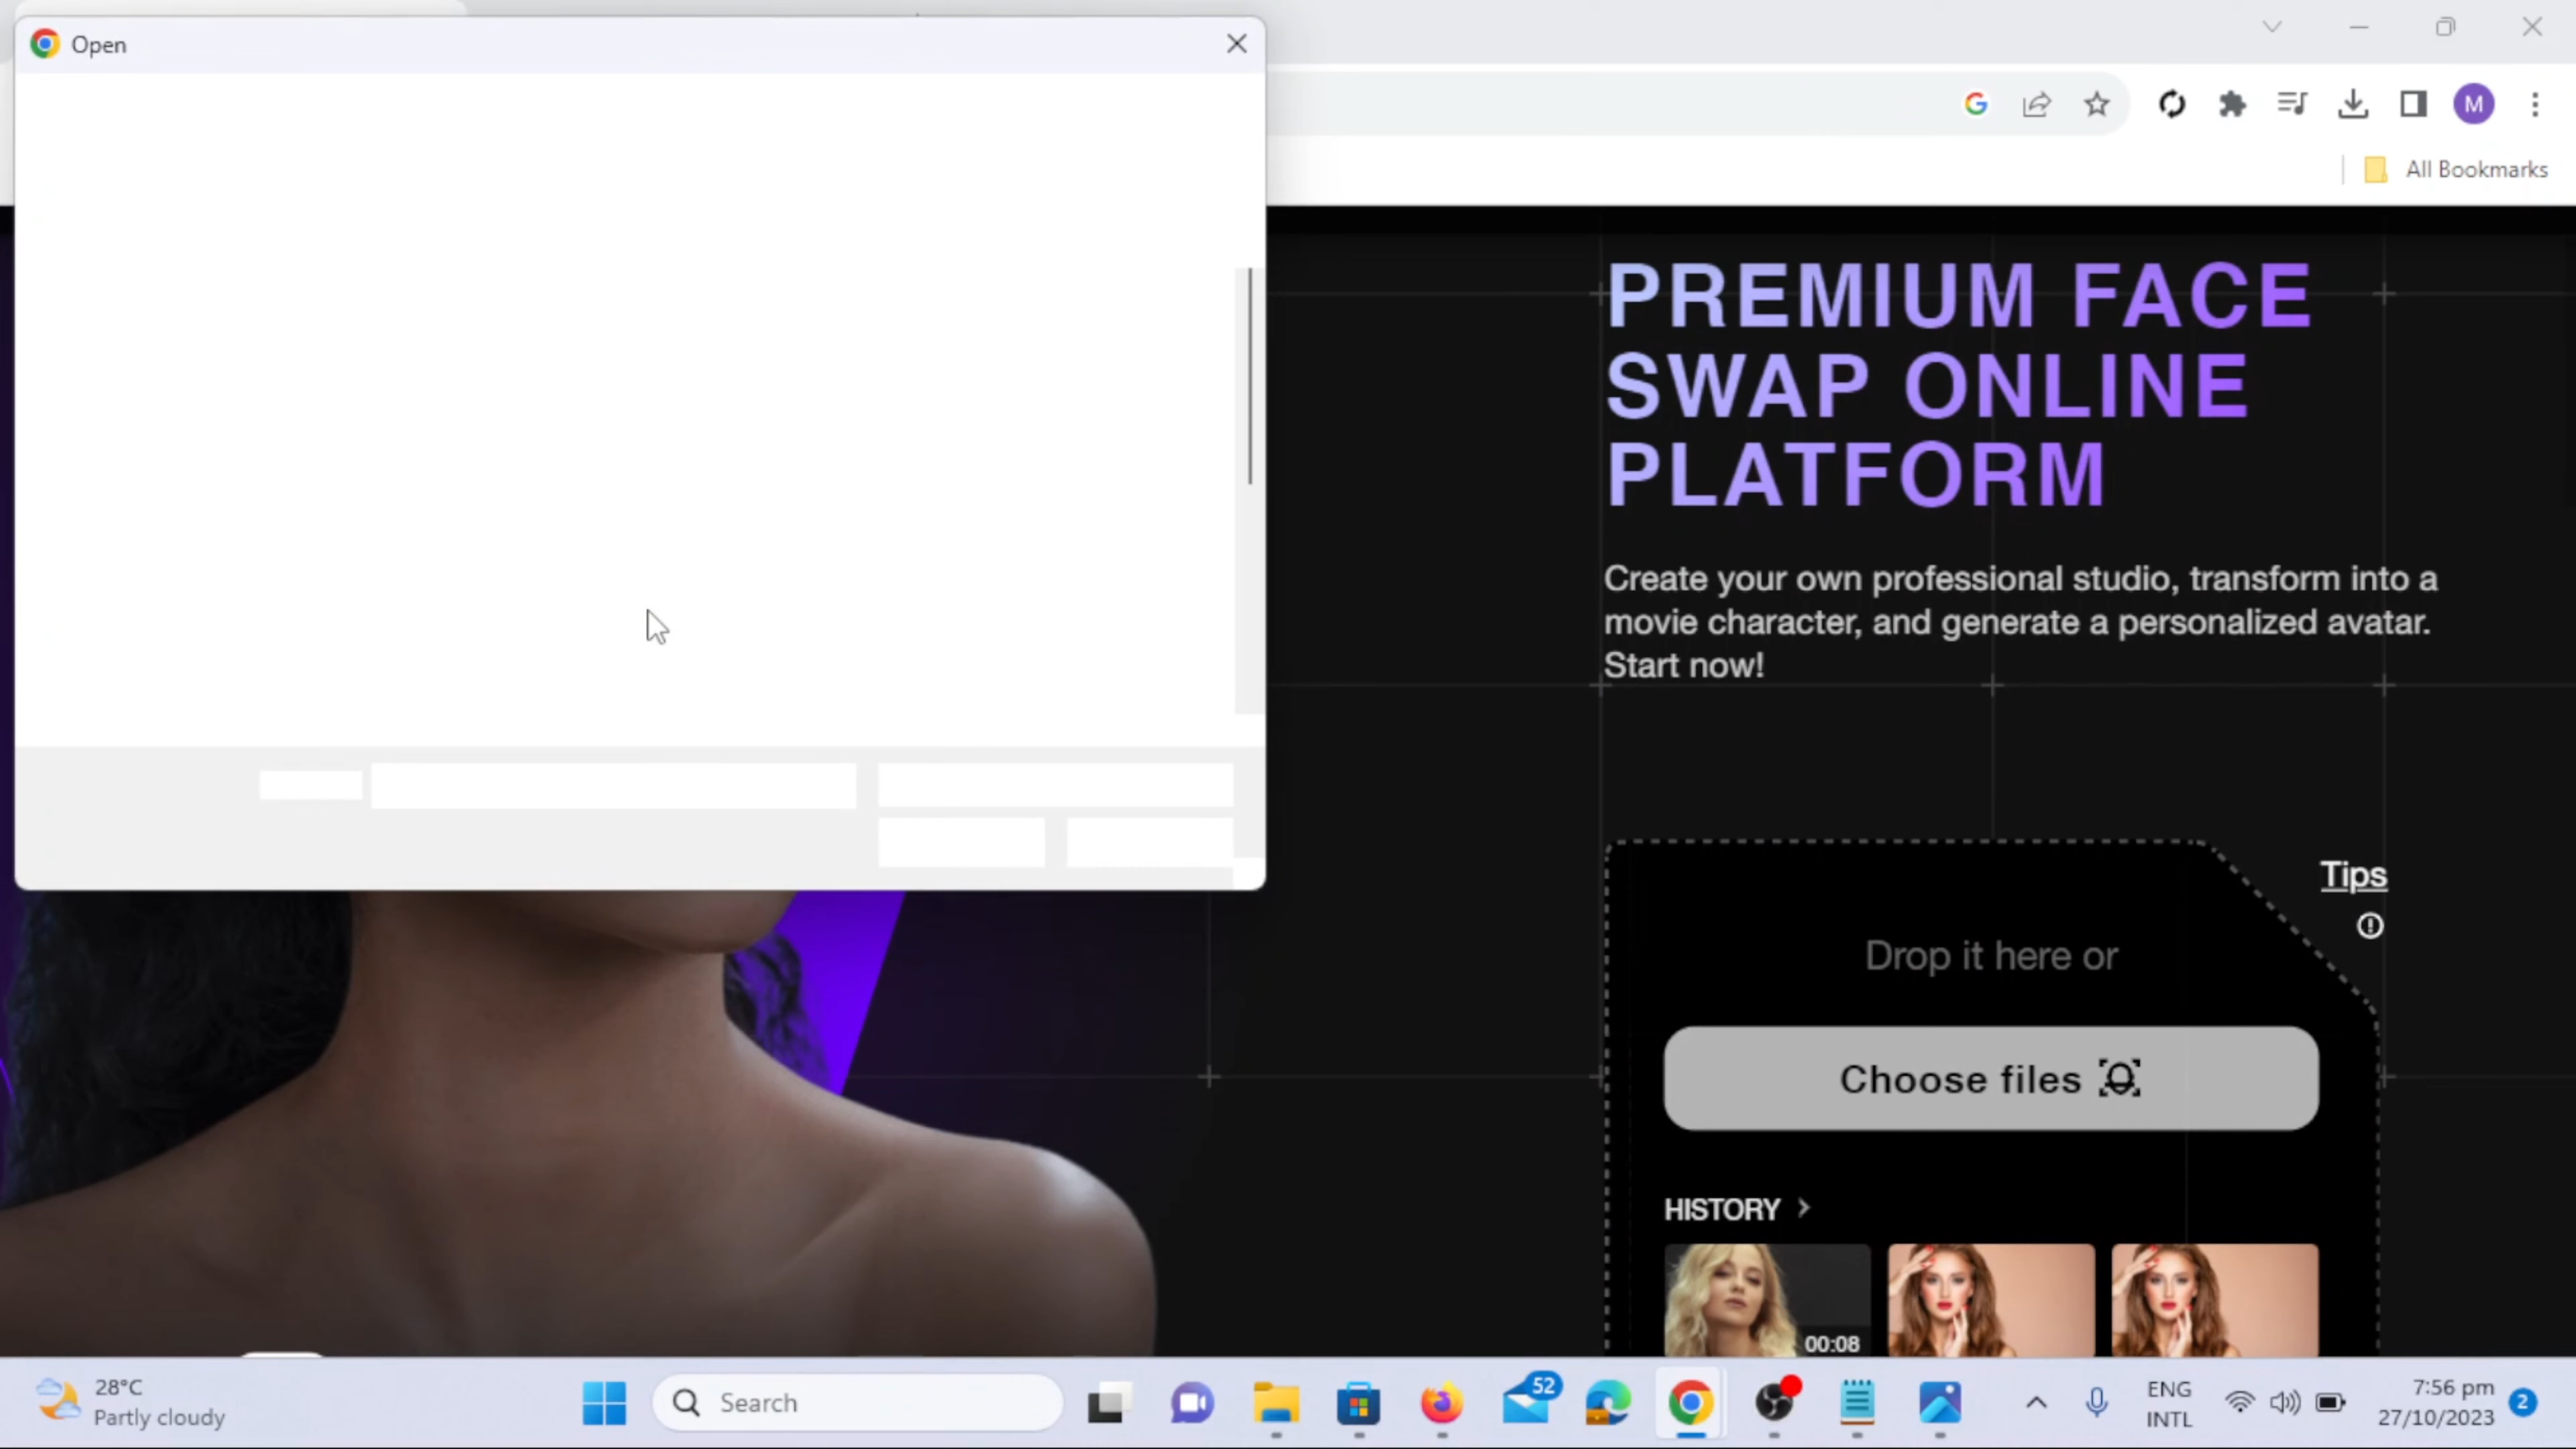 Open
M
All Bookmarks
PREMIUM FACE
SWAP ONLINE
PLATFORM
Create your own professional studio, transform into a
movie character, and generate a personalized avatar.
Start now!
Tips
Drop it here or
Choose files
HISTORY
00:08
28°C
Partly cloudy
Search
52
ENG
INTL
7:56 pm
27/10/2023
2